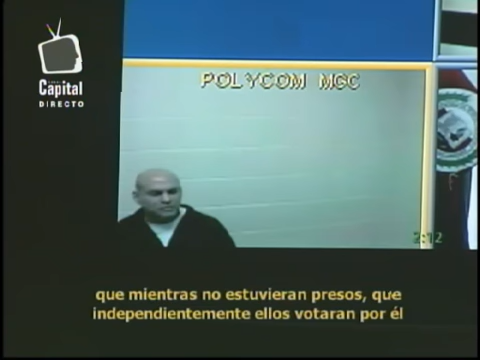 POLYCOM MGC
Capital
DIRECTO
2:12
que mientras no estuvieran presos, que
independientemente ellos votaran por él